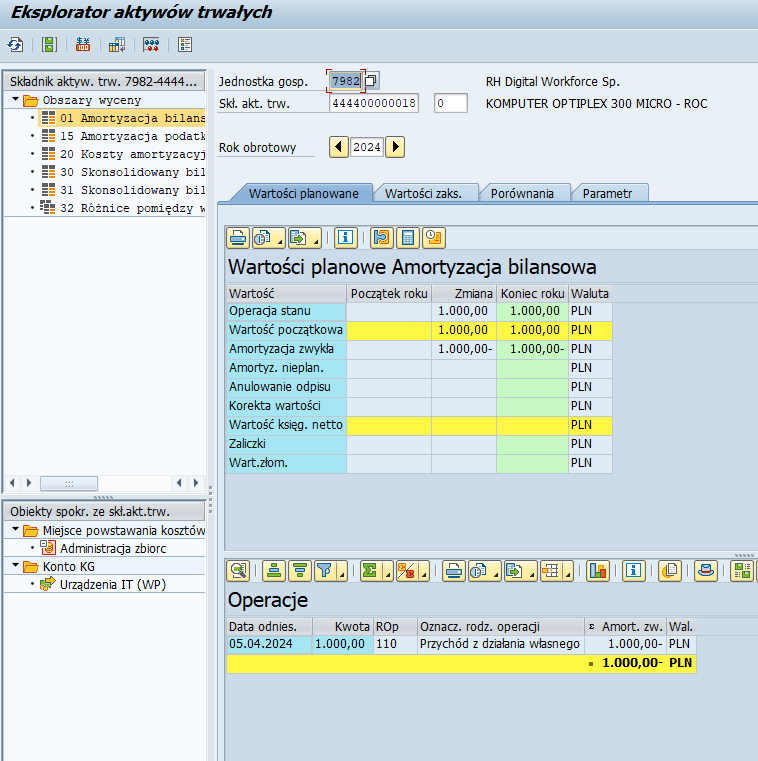 Eksplorator aktywów trwałych
Składnik aktyw. trw. 7982-4444...
Obszary wyceny
01 Amortyzacja bilans
15 Amortyzacja podatk
20 Koszty amortyzacyj
30 Skonsolidowany bil
31 Skonsolidowany bil
32 Różnice pomiędzy w
Obiekty spokr. ze skł.akt.trw.
Miejsce powstawania kosztów
Administracja zbiorc
Konto KG
Urządzenia IT (WP)
Jednostka gosp. 7982 RH Digital Workforce Sp.
Skł. akt. trw. 444400000018 0 KOMPUTER OPTIPLEX 300 MICRO - ROC
Rok obrotowy 2024
Wartości planowane Wartości zaks. Porównania Parametr
Wartości planowe Amortyzacja bilansowa
Wartość Początek roku Zmiana Koniec roku Waluta
Operacja stanu 1.000,00 1.000,00 PLN
Wartość początkowa 1.000,00 1.000,00 PLN
Amortyzacja zwykła 1.000,00- 1.000,00- PLN
Amortyz. nieplan. PLN
Anulowanie odpisu PLN
Korekta wartości PLN
Wartość księg. netto PLN
Zaliczki PLN
Wart.złom. PLN
Operacje
Data odnies. Kwota ROp Oznacz. rodz. operacji Σ Amort. zw. Wal.
05.04.2024 1.000,00 110 Przychód z działania własnego 1.000,00- PLN
1.000,00- PLN